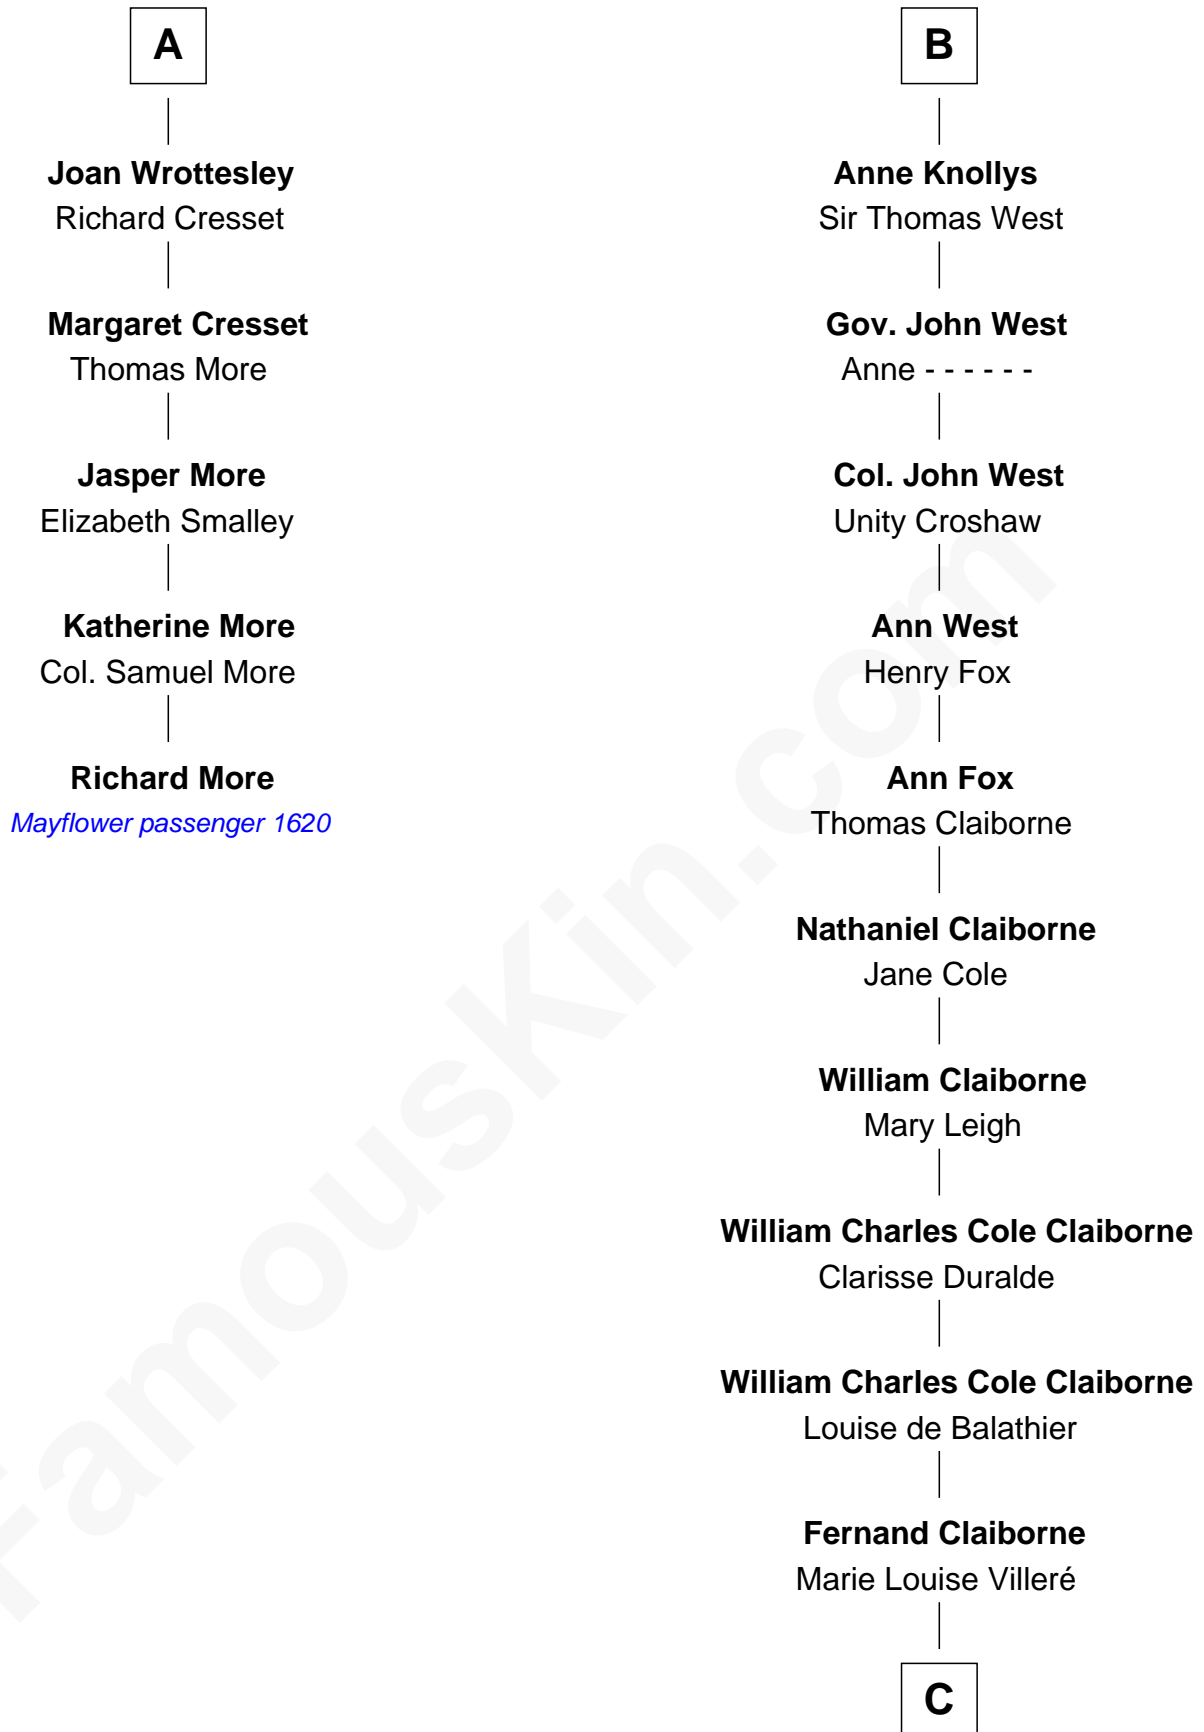 A
Joan Wrottesley
Richard Cresset
Margaret Cresset
Thomas More
Jasper More
Elizabeth Smalley
Katherine More
Col. Samuel More
Richard More
Mayflower passenger 1620
B
Anne Knollys
Sir Thomas West
Gov. John West
Anne - - - - - -
Col. John West
Unity Croshaw
Ann West
Henry Fox
Ann Fox
Thomas Claiborne
Nathaniel Claiborne
Jane Cole
William Claiborne
Mary Leigh
William Charles Cole Claiborne
Clarisse Duralde
William Charles Cole Claiborne
Louise de Balathier
Fernand Claiborne
Marie Louise Villeré
C
FamousKin.com